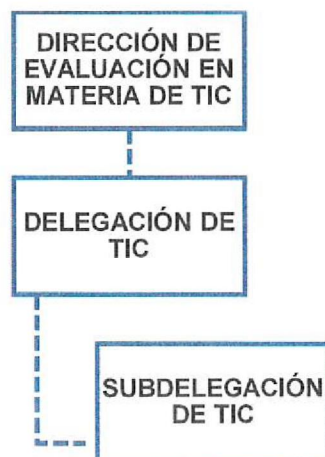 DIRECCIÓN DE
EVALUACIÓN EN
MATERIA DE TIC
DELEGACIÓN DE
TIC
SUBDELEGACIÓN
DE TIC